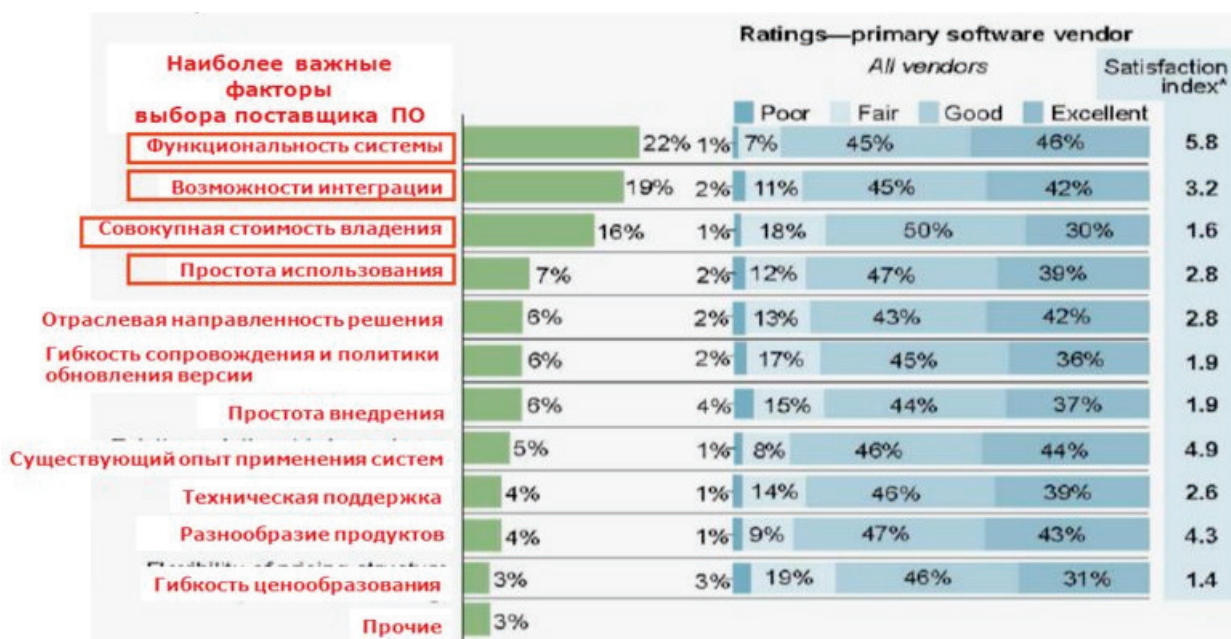 Ratings—primary software vendor
Наиболее важные
факторы
выбора поставщика ПО
All vendors
Satisfaction
index^
Poor Fair Good Excellent
Функциональность системы 22% 1% 7% 45% 46% 5.8
Возможности интеграции 19% 2% 11% 45% 42% 3.2
Совокупная стоимость владения 16% 1% 18% 50% 30% 1.6
Простота использования 7% 2% 12% 47% 39% 2.8
Отраслевая направленность решения 6% 2% 13% 43% 42% 2.8
Гибкость сопровождения и политики
обновления версии 6% 2% 17% 45% 36% 1.9
Простота внедрения 6% 4% 15% 44% 37% 1.9
Существующий опыт применения систем 5% 1% 8% 46% 44% 4.9
Техническая поддержка 4% 1% 14% 46% 39% 2.6
Разнообразие продуктов 4% 1% 9% 47% 43% 4.3
Гибкость ценообразования 3% 3% 19% 46% 31% 1.4
Прочие 3%